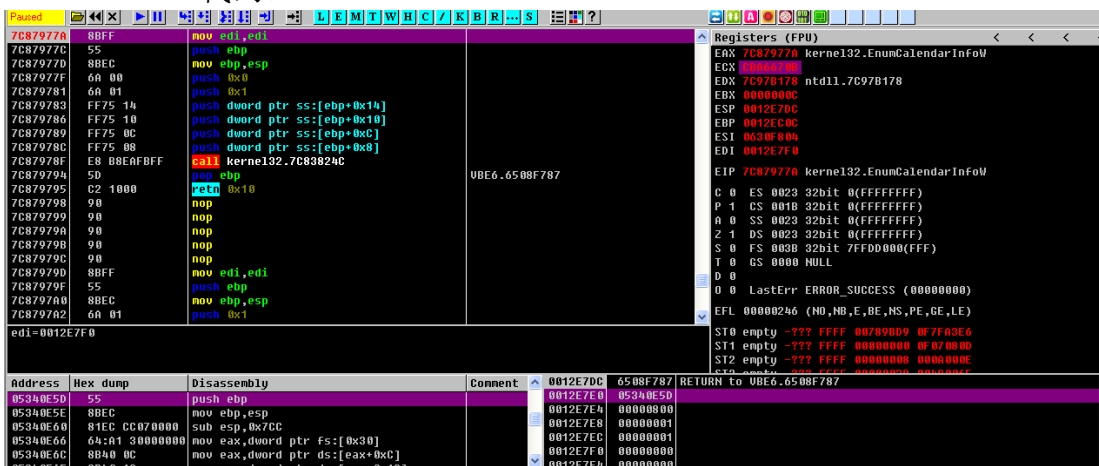 Paused L E M T W H C / K B R ... S ?
7C87977A 8BFF mov edi,edi
7C87977C 55 push ebp
7C87977D 8BEC mov ebp,esp
7C87977F 6A 00 push 0x0
7C879781 6A 01 push 0x1
7C879783 FF75 14 push dword ptr ss:[ebp+0x14]
7C879786 FF75 10 push dword ptr ss:[ebp+0x10]
7C879789 FF75 0C push dword ptr ss:[ebp+0xC]
7C87978C FF75 08 push dword ptr ss:[ebp+0x8]
7C87978F E8 B8EAFBFF call kernel32.7C83824C
7C879794 5D pop ebp VBE6.6508F787
7C879795 C2 1000 retn 0x10
7C879798 90 nop
7C879799 90 nop
7C87979A 90 nop
7C87979B 90 nop
7C87979C 90 nop
7C87979D 8BFF mov edi,edi
7C87979F 55 push ebp
7C8797A0 8BEC mov ebp,esp
7C8797A2 6A 01 push 0x1
edi=0012E7F0
Registers (FPU) < < <
EAX 7C87977A kernel32.EnumCalendarInfoW
ECX
EDX 7C97B178 ntdll.7C97B178
EBX 0000000C
ESP 0012E7DC
EBP 0012EC0C
ESI 0630F804
EDI 0012E7F0
EIP 7C87977A kernel32.EnumCalendarInfoW
C 0 ES 0023 32bit 0(FFFFFFFF)
P 1 CS 001B 32bit 0(FFFFFFFF)
A 0 SS 0023 32bit 0(FFFFFFFF)
Z 1 DS 0023 32bit 0(FFFFFFFF)
S 0 FS 003B 32bit 7FFDD000(FFF)
T 0 GS 0000 NULL
D 0
O 0 LastErr ERROR_SUCCESS (00000000)
EFL 00000246 (NO,NB,E,BE,NS,PE,GE,LE)
ST0 empty -??? FFFF 00789DD9 0F7FA3E6
ST1 empty -??? FFFF 00000000 0F07080D
ST2 empty -??? FFFF 00000008 000A000E
Address Hex dump Disassembly Comment
05340E5D 55 push ebp
05340E5E 8BEC mov ebp,esp
05340E60 81EC CC070000 sub esp,0x7CC
05340E66 64:A1 30000000 mov eax,dword ptr fs:[0x30]
05340E6C 8B40 0C mov eax,dword ptr ds:[eax+0xC]
0012E7DC 6508F787 RETURN to VBE6.6508F787
0012E7E0 05340E5D
0012E7E4 00000800
0012E7E8 00000001
0012E7EC 00000001
0012E7F0 00000000
0012E7F4 00000000